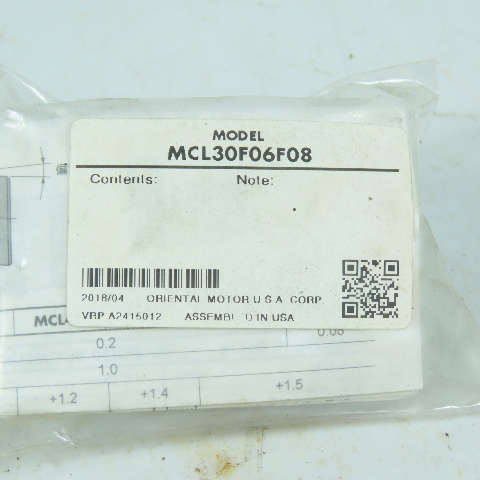 MODEL
MCL30F06F08
Contents: Note:
2018/04 ORIENTAL MOTOR U.S.A. CORP
VRP A2415012 ASSEMBL D IN USA
偏
MCL
0.2 0.08
1.0
+1.2 +1.4 +1.5